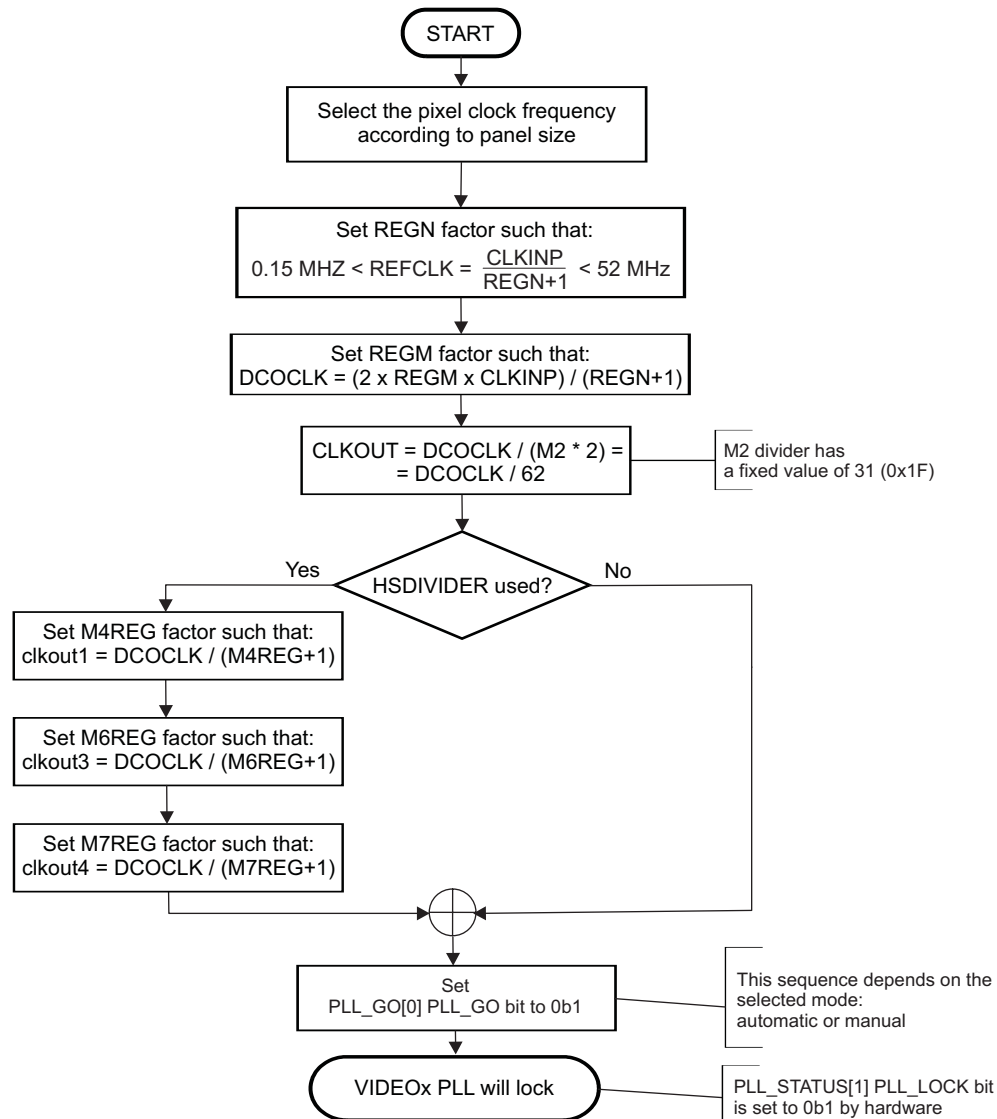 START
Select the pixel clock frequency
according to panel size
Set REGN factor such that:
0.15 MHZ < REFCLK = CLKINP / REGN+1 < 52 MHz
Set REGM factor such that:
DCOCLK = (2 x REGM x CLKINP) / (REGN+1)
CLKOUT = DCOCLK / (M2 * 2) =
= DCOCLK / 62
M2 divider has
a fixed value of 31 (0x1F)
HSDIVIDER used?
Yes
No
Set M4REG factor such that:
clkout1 = DCOCLK / (M4REG+1)
Set M6REG factor such that:
clkout3 = DCOCLK / (M6REG+1)
Set M7REG factor such that:
clkout4 = DCOCLK / (M7REG+1)
Set
PLL_GO[0] PLL_GO bit to 0b1
This sequence depends on the
selected mode:
automatic or manual
VIDEOx PLL will lock
PLL_STATUS[1] PLL_LOCK bit
is set to 0b1 by hardware